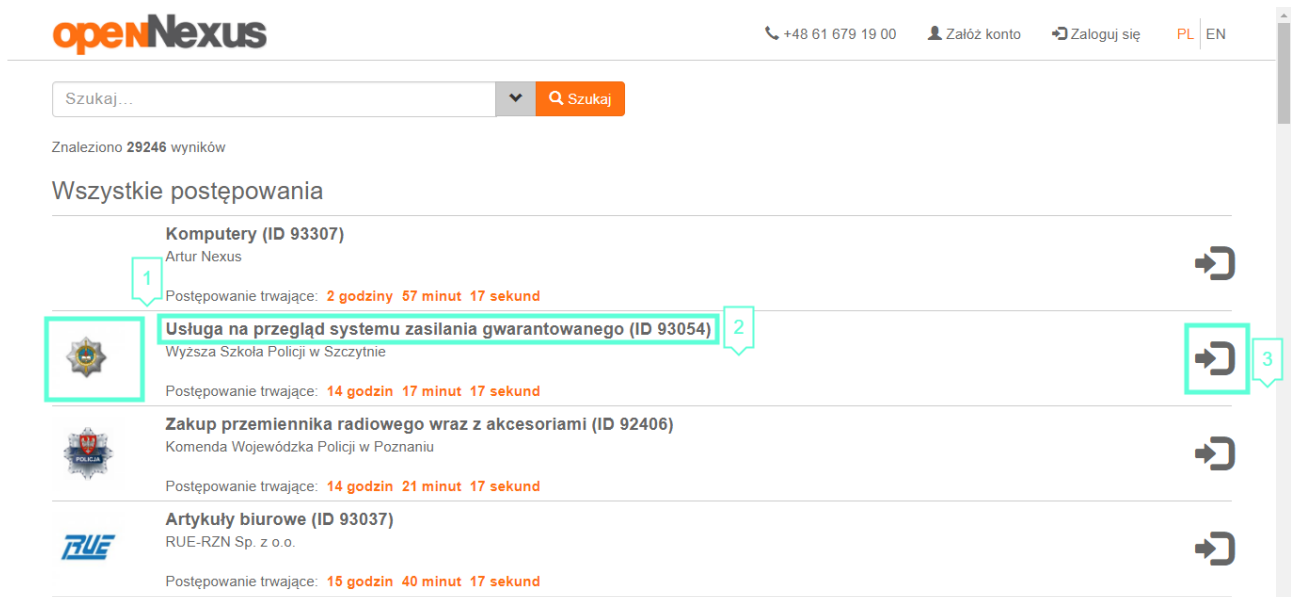 openNexus
+48 61 679 19 00 Załóż konto Zaloguj się PL EN
Szukaj... Szukaj
Znaleziono 29246 wyników
Wszystkie postępowania
Komputery (ID 93307)
Artur Nexus
1
Postępowanie trwające: 2 godziny 57 minut 17 sekund
Usługa na przegląd systemu zasilania gwarantowanego (ID 93054) 2
Wyższa Szkoła Policji w Szczytnie
3
Postępowanie trwające: 14 godzin 17 minut 17 sekund
Zakup przemiennika radiowego wraz z akcesoriami (ID 92406)
Komenda Wojewódzka Policji w Poznaniu
POLICJA
Postępowanie trwające: 14 godzin 21 minut 17 sekund
Artykuły biurowe (ID 93037)
RUE-RZN Sp. z o.o.
RUE
Postępowanie trwające: 15 godzin 40 minut 17 sekund